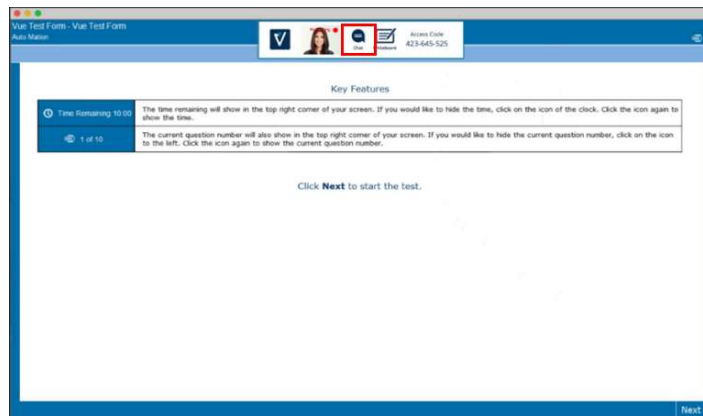 Vue Test Form - Vue Test Form
Auto Mation
Chat
Whiteboard
Access Code
423-645-525
Key Features
Time Remaining 10:00
The time remaining will show in the top right corner of your screen. If you would like to hide the time, click on the icon of the clock. Click the icon again to
show the time.
1 of 10
The current question number will also show in the top right corner of your screen. If you would like to hide the current question number, click on the icon
to the left. Click the icon again to show the current question number.
Click Next to start the test.
Next